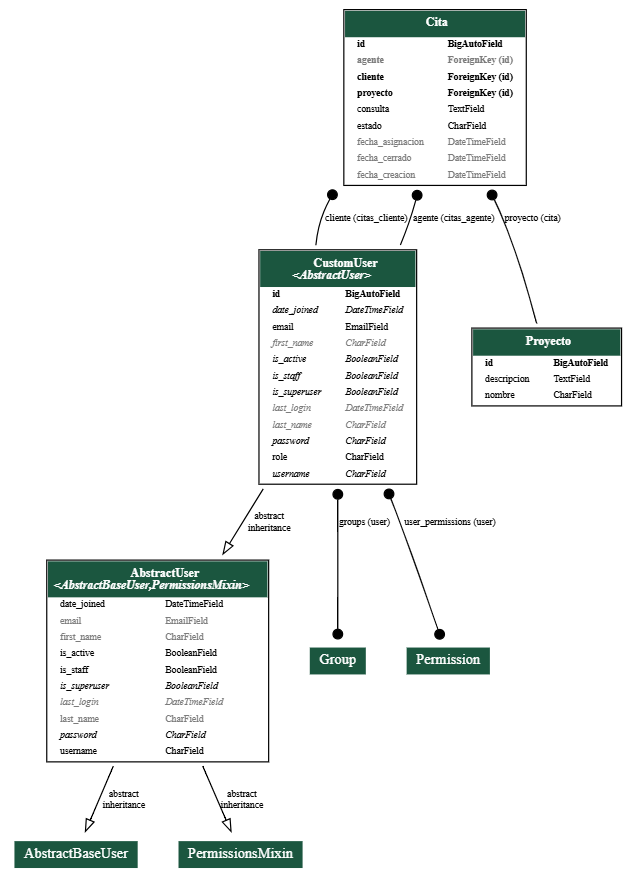 Cita
id BigAutoField
agente ForeignKey (id)
cliente ForeignKey (id)
proyecto ForeignKey (id)
consulta TextField
estado CharField
fecha_asignacion DateTimeField
fecha_cerrado DateTimeField
fecha_creacion DateTimeField
cliente (citas_cliente) agente (citas_agente) proyecto (cita)
CustomUser
<AbstractUser>
id BigAutoField
date_joined DateTimeField
email EmailField
first_name CharField
is_active BooleanField
is_staff BooleanField
is_superuser BooleanField
last_login DateTimeField
last_name CharField
password CharField
role CharField
username CharField
Proyecto
id BigAutoField
descripcion TextField
nombre CharField
abstract
inheritance
groups (user) user_permissions (user)
AbstractUser
<AbstractBaseUser,PermissionsMixin>
date_joined DateTimeField
email EmailField
first_name CharField
is_active BooleanField
is_staff BooleanField
is_superuser BooleanField
last_login DateTimeField
last_name CharField
password CharField
username CharField
Group
Permission
abstract
inheritance
abstract
inheritance
AbstractBaseUser
PermissionsMixin